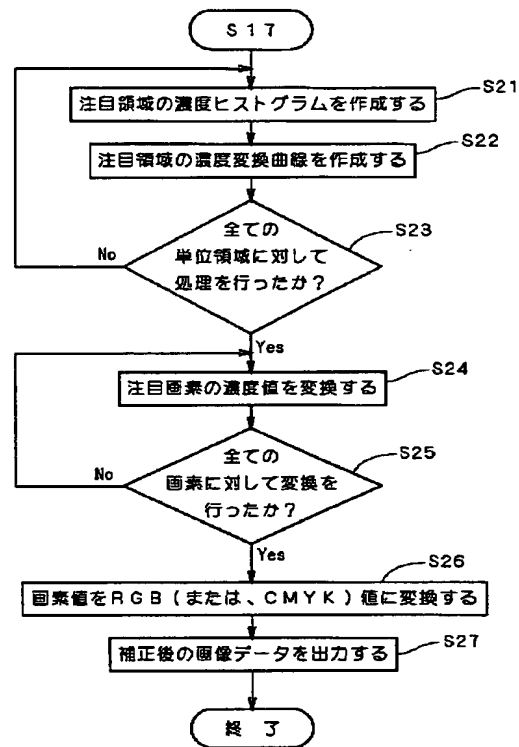 S17
注目領域の濃度ヒストグラムを作成する
S21
注目領域の濃度変換曲線を作成する
S22
全ての
単位領域に対して
処理を行ったか？
S23
No
Yes
注目画素の濃度値を変換する
S24
全ての
画素に対して変換を
行ったか？
S25
No
Yes
画素値をRGB（または、CMYK）値に変換する
S26
補正後の画像データを出力する
S27
終了